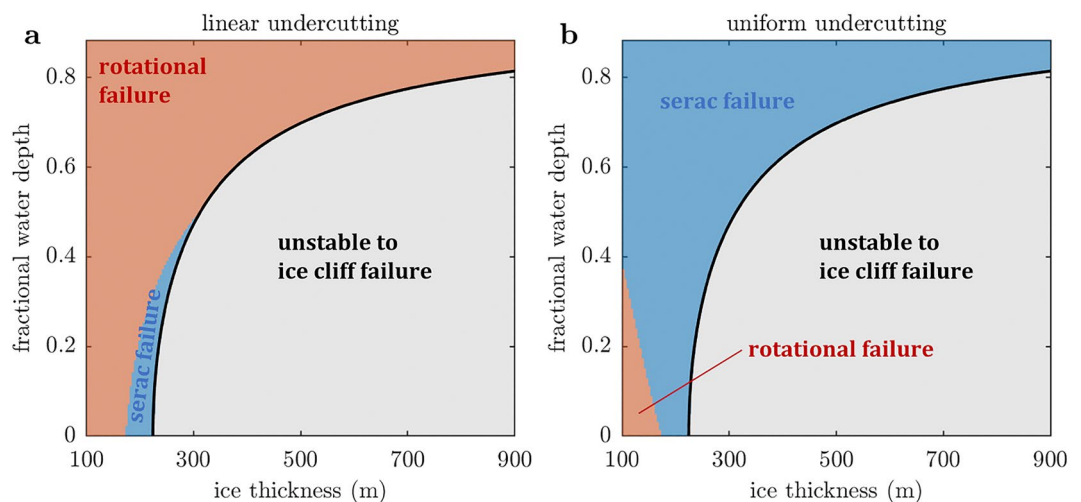 a
linear undercutting
rotational
failure
serac failure
unstable to
ice cliff failure
fractional water depth
0.8
0.6
0.4
0.2
0
100
300
500
700
900
ice thickness (m)
b
uniform undercutting
serac failure
unstable to
ice cliff failure
rotational failure
fractional water depth
0.8
0.6
0.4
0.2
0
100
300
500
700
900
ice thickness (m)